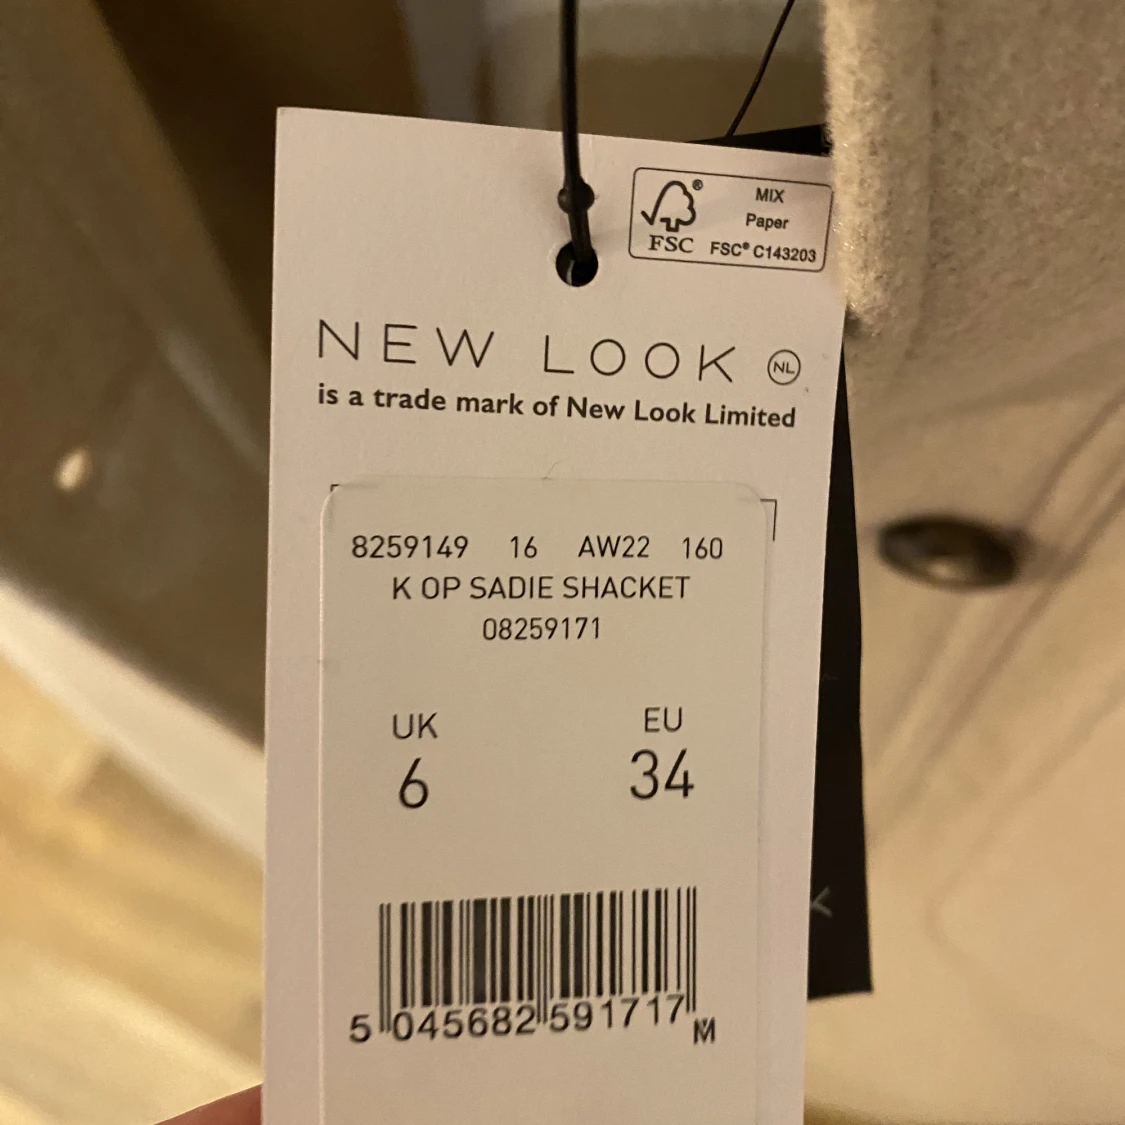 MIX
Paper
FSC® FSC® C143203
NEW LOOK NL
is a trade mark of New Look Limited
8259149 16 AW22 160
K OP SADIE SHACKET
08259171
UK EU
6 34
5 045682 591717 M
K